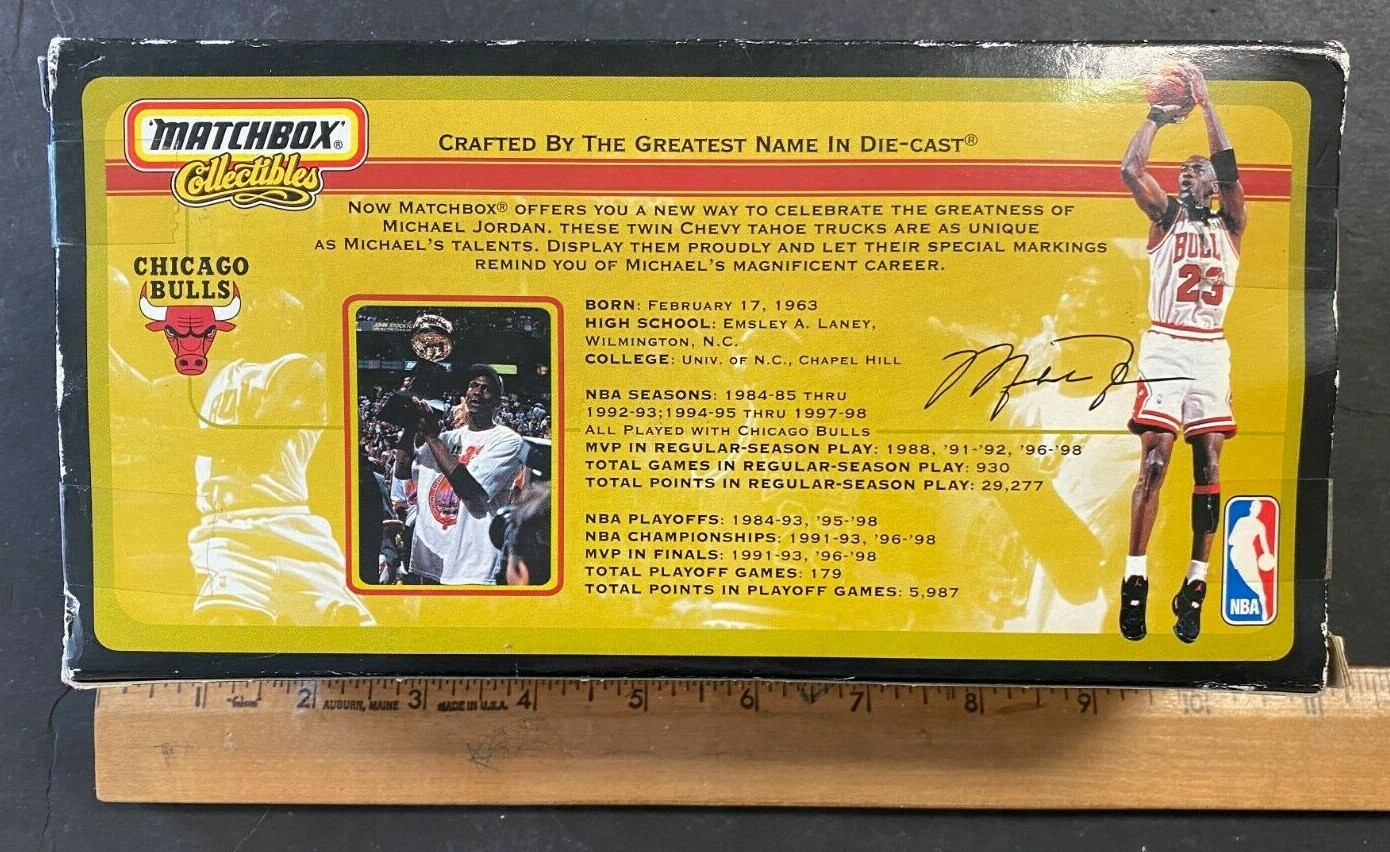 MATCHBOX®
Collectibles
CRAFTED BY THE GREATEST NAME IN DIE-CAST®
NOW MATCHBOX® OFFERS YOU A NEW WAY TO CELEBRATE THE GREATNESS OF
MICHAEL JORDAN. THESE TWIN CHEVY TAHOE TRUCKS ARE AS UNIQUE
AS MICHAEL'S TALENTS. DISPLAY THEM PROUDLY AND LET THEIR SPECIAL MARKINGS
REMIND YOU OF MICHAEL'S MAGNIFICENT CAREER.
CHICAGO
BULLS
BORN: FEBRUARY 17, 1963
HIGH SCHOOL: EMSLEY A. LANEY,
WILMINGTON, N.C.
COLLEGE: UNIV. OF N.C., CHAPEL HILL
NBA SEASONS: 1984-85 THRU
1992-93;1994-95 THRU 1997-98
ALL PLAYED WITH CHICAGO BULLS
MVP IN REGULAR-SEASON PLAY: 1988, '91-'92, '96-'98
TOTAL GAMES IN REGULAR-SEASON PLAY: 930
TOTAL POINTS IN REGULAR-SEASON PLAY: 29,277
NBA PLAYOFFS: 1984-93, '95-'98
NBA CHAMPIONSHIPS: 1991-93, '96-'98
MVP IN FINALS: 1991-93, '96-'98
TOTAL PLAYOFF GAMES: 179
TOTAL POINTS IN PLAYOFF GAMES: 5,987
BULL
23
NBA
1 2 3 4 5 6 7 8 9 10 11
AUBURN, MAINE MADE IN U.S.A.